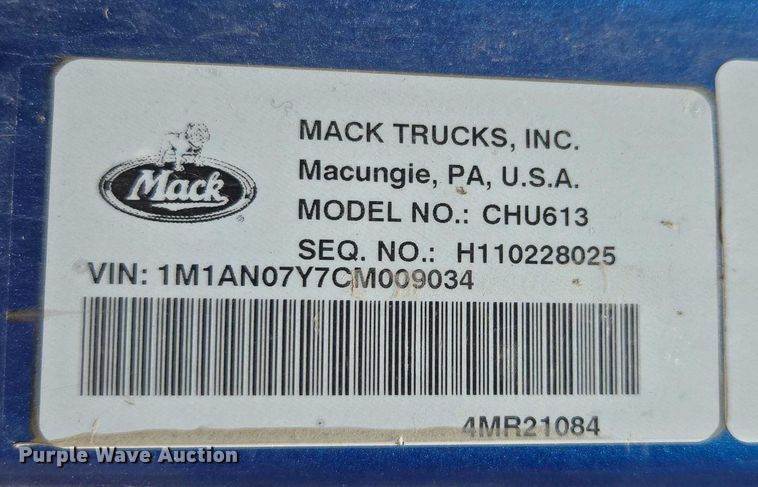 MACK TRUCKS, INC.
Macungie, PA, U.S.A.
MODEL NO.: CHU613
SEQ. NO.: H110228025
Mack
VIN: 1M1AN07Y7CM009034
4MR21084
Purple Wave Auction